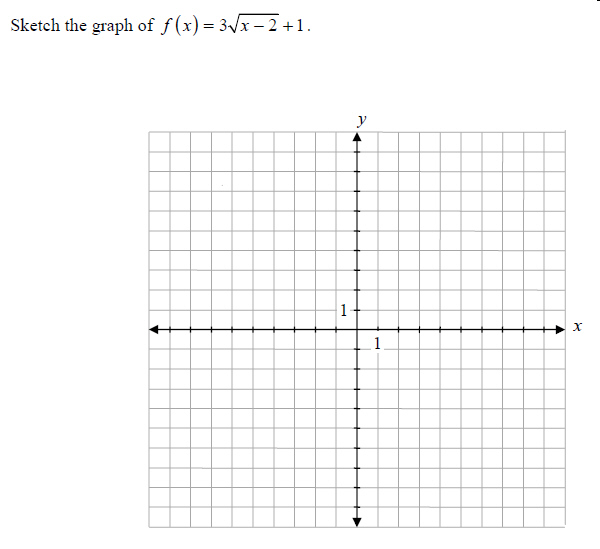 Sketch the graph of f(x) = 3√(x − 2) + 1.
y
1
x
1